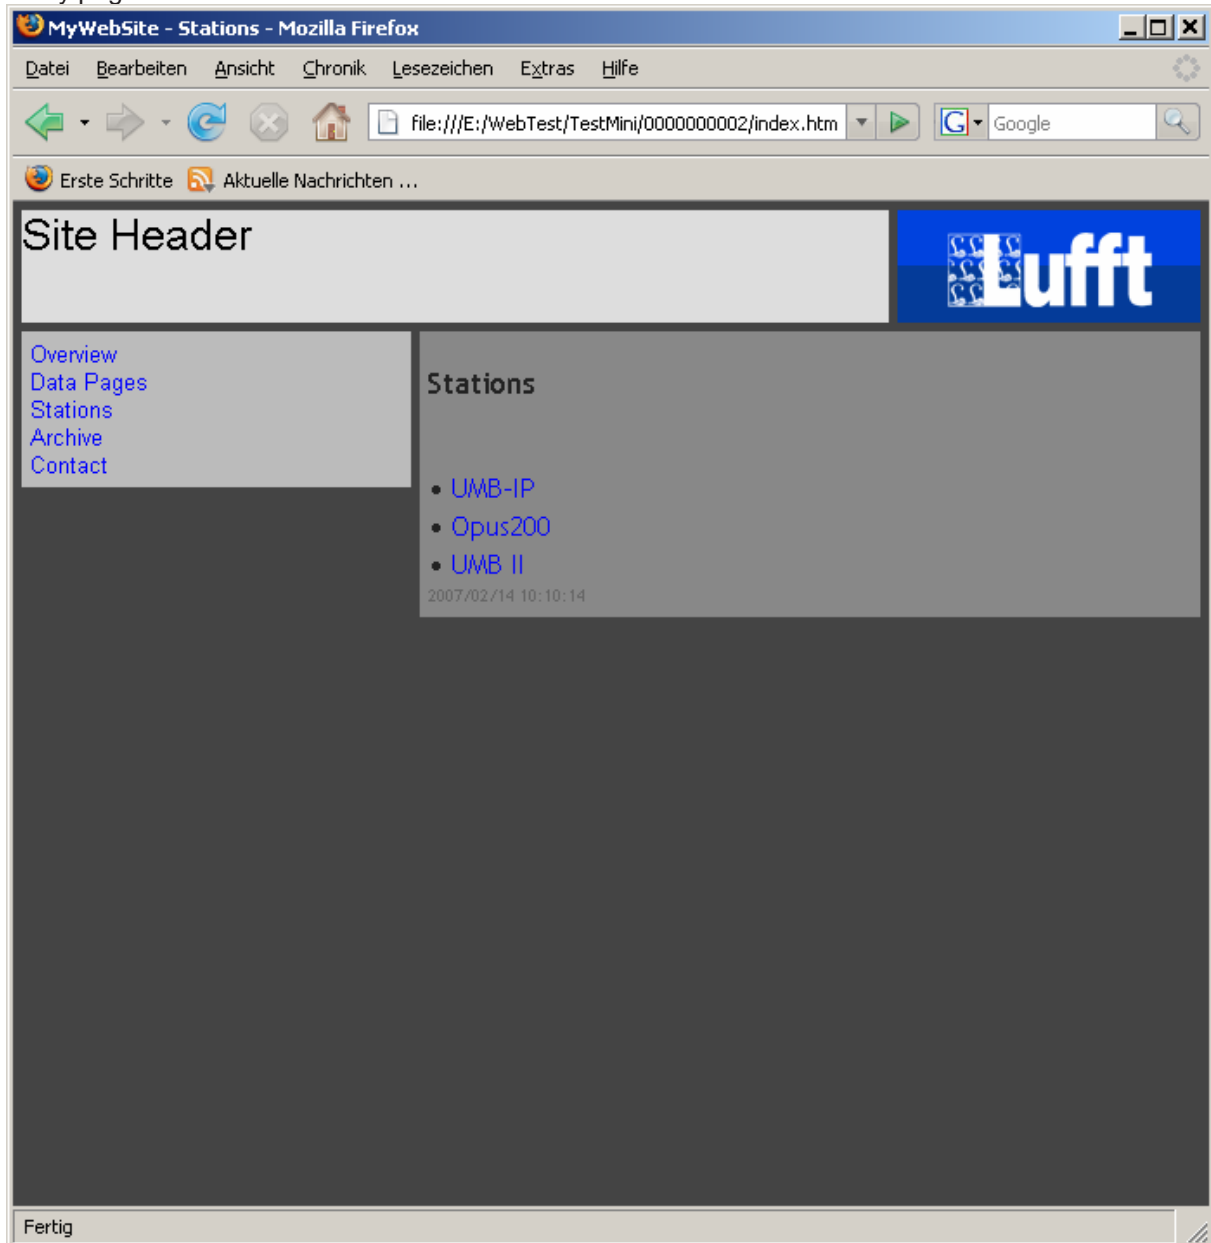 MyWebSite - Stations - Mozilla Firefox
Datei Bearbeiten Ansicht Chronik Lesezeichen Extras Hilfe
file:///E:/WebTest/TestMini/0000000002/index.htm G Google
Erste Schritte Aktuelle Nachrichten ...
Site Header
Lufft
Overview
Data Pages
Stations
Archive
Contact
Stations
• UMB-IP
• Opus200
• UMB II
2007/02/14 10:10:14
Fertig